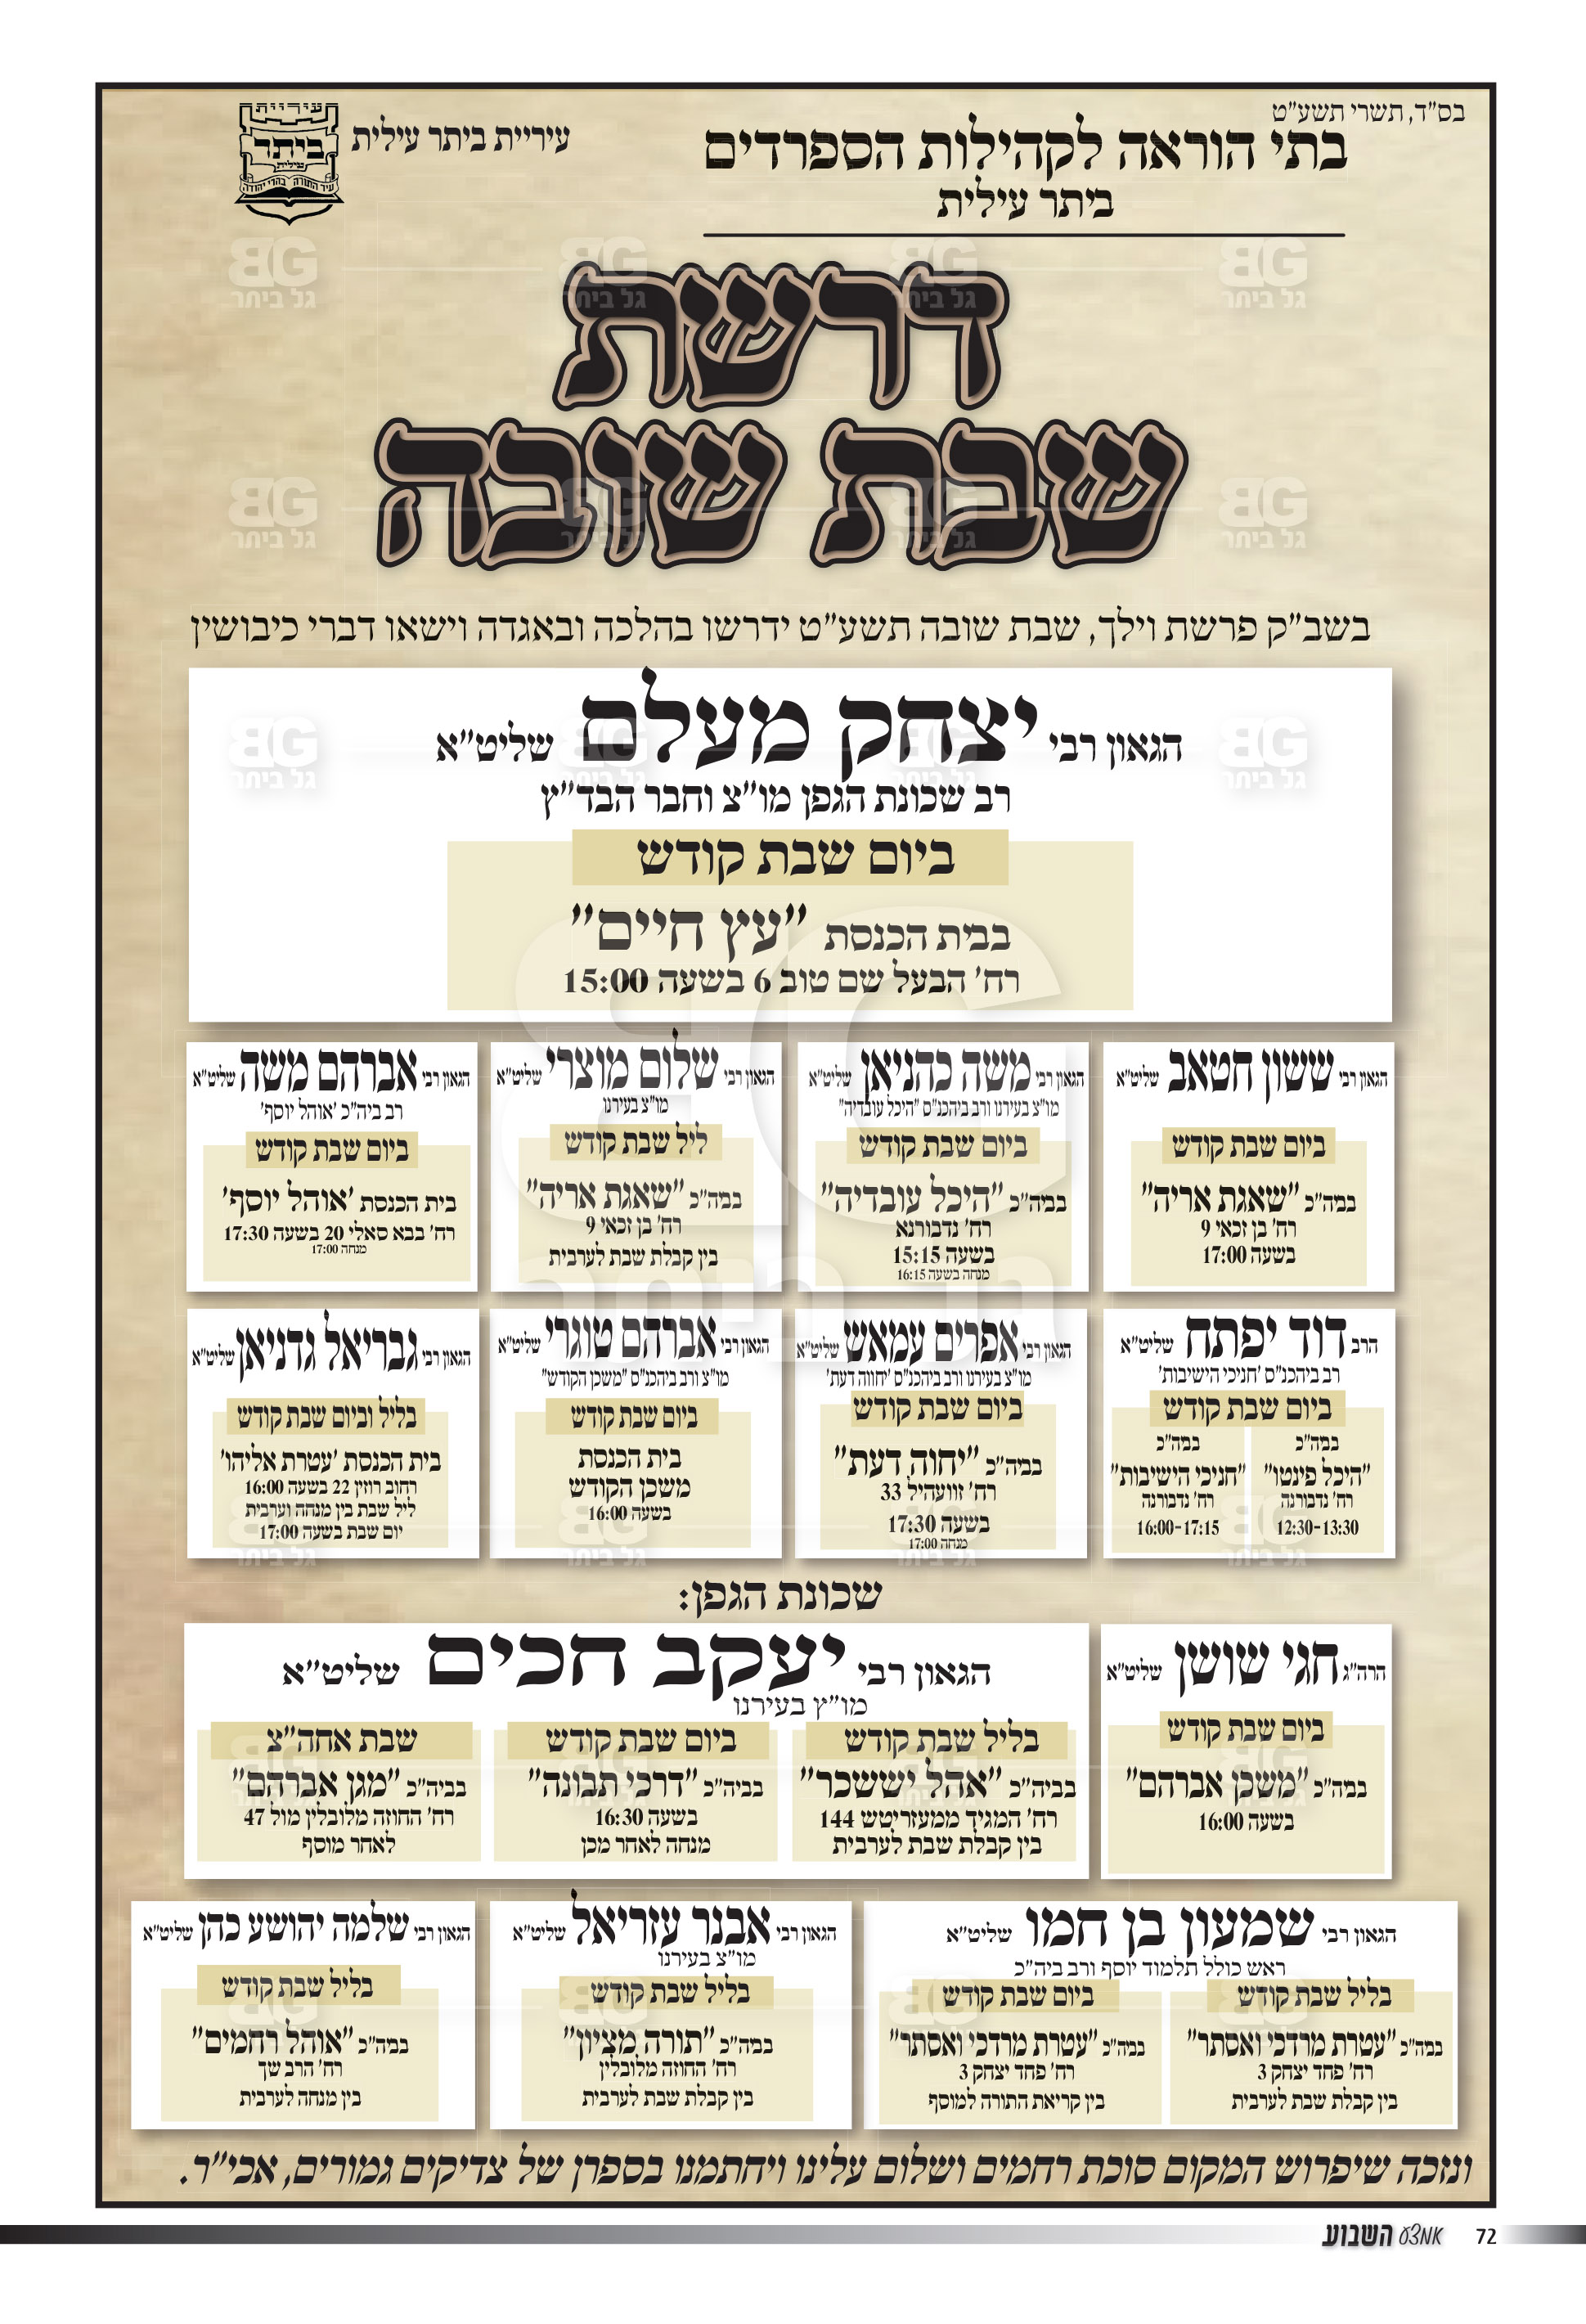 בס"ד, תשרי תשע"ט
בתי הוראה לקהילות הספרדים
ביתר עילית
עיריית ביתר עילית
עיריית
ביתר
עילית
עיר התורה בהרי יהודה
דרשת
שבת שובה
בשב"ק פרשת וילך, שבת שובה תשע"ט ידרשו בהלכה ובאגדה וישאו דברי כיבושין
הגאון רבי יצחק מעלם שליט"א
רב שכונת הגפן מו"צ וחבר הבד"ץ
ביום שבת קודש
בבית הכנסת "עץ חיים"
רח' הבעל שם טוב 6 בשעה 15:00
הגאון רבי ששון חטאב שליט"א
ביום שבת קודש
במה"כ "שאגת אריה"
רח' בן זכאי 9
בשעה 17:00
הגאון רבי משה כהניאן שליט"א
מו"צ בעירנו ורב ביהכנ"ס "היכל עובדיה"
ביום שבת קודש
במה"כ "היכל עובדיה"
רח' נדבורנא
בשעה 15:15
מנחה בשעה 16:15
הגאון רבי שלום מוצרי שליט"א
מו"צ בעירנו
ליל שבת קודש
במה"כ "שאגת אריה"
רח' בן זכאי 9
בין קבלת שבת לערבית
הגאון רבי אברהם משה שליט"א
רב ביה"כ 'אוהל יוסף'
ביום שבת קודש
בית הכנסת 'אוהל יוסף'
רח' בבא סאלי 20 בשעה 17:30
מנחה 17:00
הרב דוד יפתח שליט"א
רב ביהכנ"ס 'חניכי הישיבות'
ביום שבת קודש
במה"כ
"היכל פינטו"
רח' נדבורנה
12:30-13:30
במה"כ
"חניכי הישיבות"
רח' נדבורנה
16:00-17:15
הגאון רבי אפרים עמאש שליט"א
מו"צ בעירנו ורב ביהכנ"ס 'יחווה דעת'
ביום שבת קודש
בביה"כ "יחוה דעת"
רח' זוועהיל 33
בשעה 17:30
מנחה 17:00
הגאון רבי אברהם טוגרי שליט"א
מו"צ ורב ביהכנ"ס "משכן הקודש"
ביום שבת קודש
בית הכנסת
משכן הקודש
בשעה 16:00
הגאון רבי גבריאל גדניאן שליט"א
בליל וביום שבת קודש
בית הכנסת 'עטרת אליהו'
רחוב רוזין 22 בשעה 16:00
ליל שבת בין מנחה וערבית
יום שבת בשעה 17:00
שכונת הגפן:
הרה"ג חגי שושן שליט"א
ביום שבת קודש
במה"כ "משכן אברהם"
בשעה 16:00
הגאון רבי יעקב חכים שליט"א
מו"ץ בעירנו
בליל שבת קודש
בביה"כ "אהל יששכר"
רח' המגיד ממעזריטש 144
בין קבלת שבת לערבית
ביום שבת קודש
בביה"כ "דרכי תבונה"
בשעה 16:30
מנחה לאחר מכן
שבת אחה"צ
בביה"כ "מגן אברהם"
רח' החוזה מלובלין מול 47
לאחר מוסף
הגאון רבי שמעון בן חמו שליט"א
ראש כולל תלמוד יוסף ורב ביה"כ
בליל שבת קודש
במה"כ "עטרת מרדכי ואסתר"
רח' פחד יצחק 3
בין קבלת שבת לערבית
ביום שבת קודש
במה"כ "עטרת מרדכי ואסתר"
רח' פחד יצחק 3
בין קריאת התורה למוסף
הגאון רבי אבנר עזריאל שליט"א
מו"צ בעירנו
בליל שבת קודש
במה"כ "תורה מציון"
רח' החוזה מלובלין
בין קבלת שבת לערבית
הגאון רבי שלמה יהושע כהן שליט"א
בליל שבת קודש
במה"כ "אוהל רחמים"
רח' הרב שך
בין מנחה לערבית
ונזכה שיפרוש המקום סוכת רחמים ושלום עלינו ויחתמנו בספרן של צדיקים גמורים, אכי"ר.
72 אמצע השבוע
BG
גל ביתר